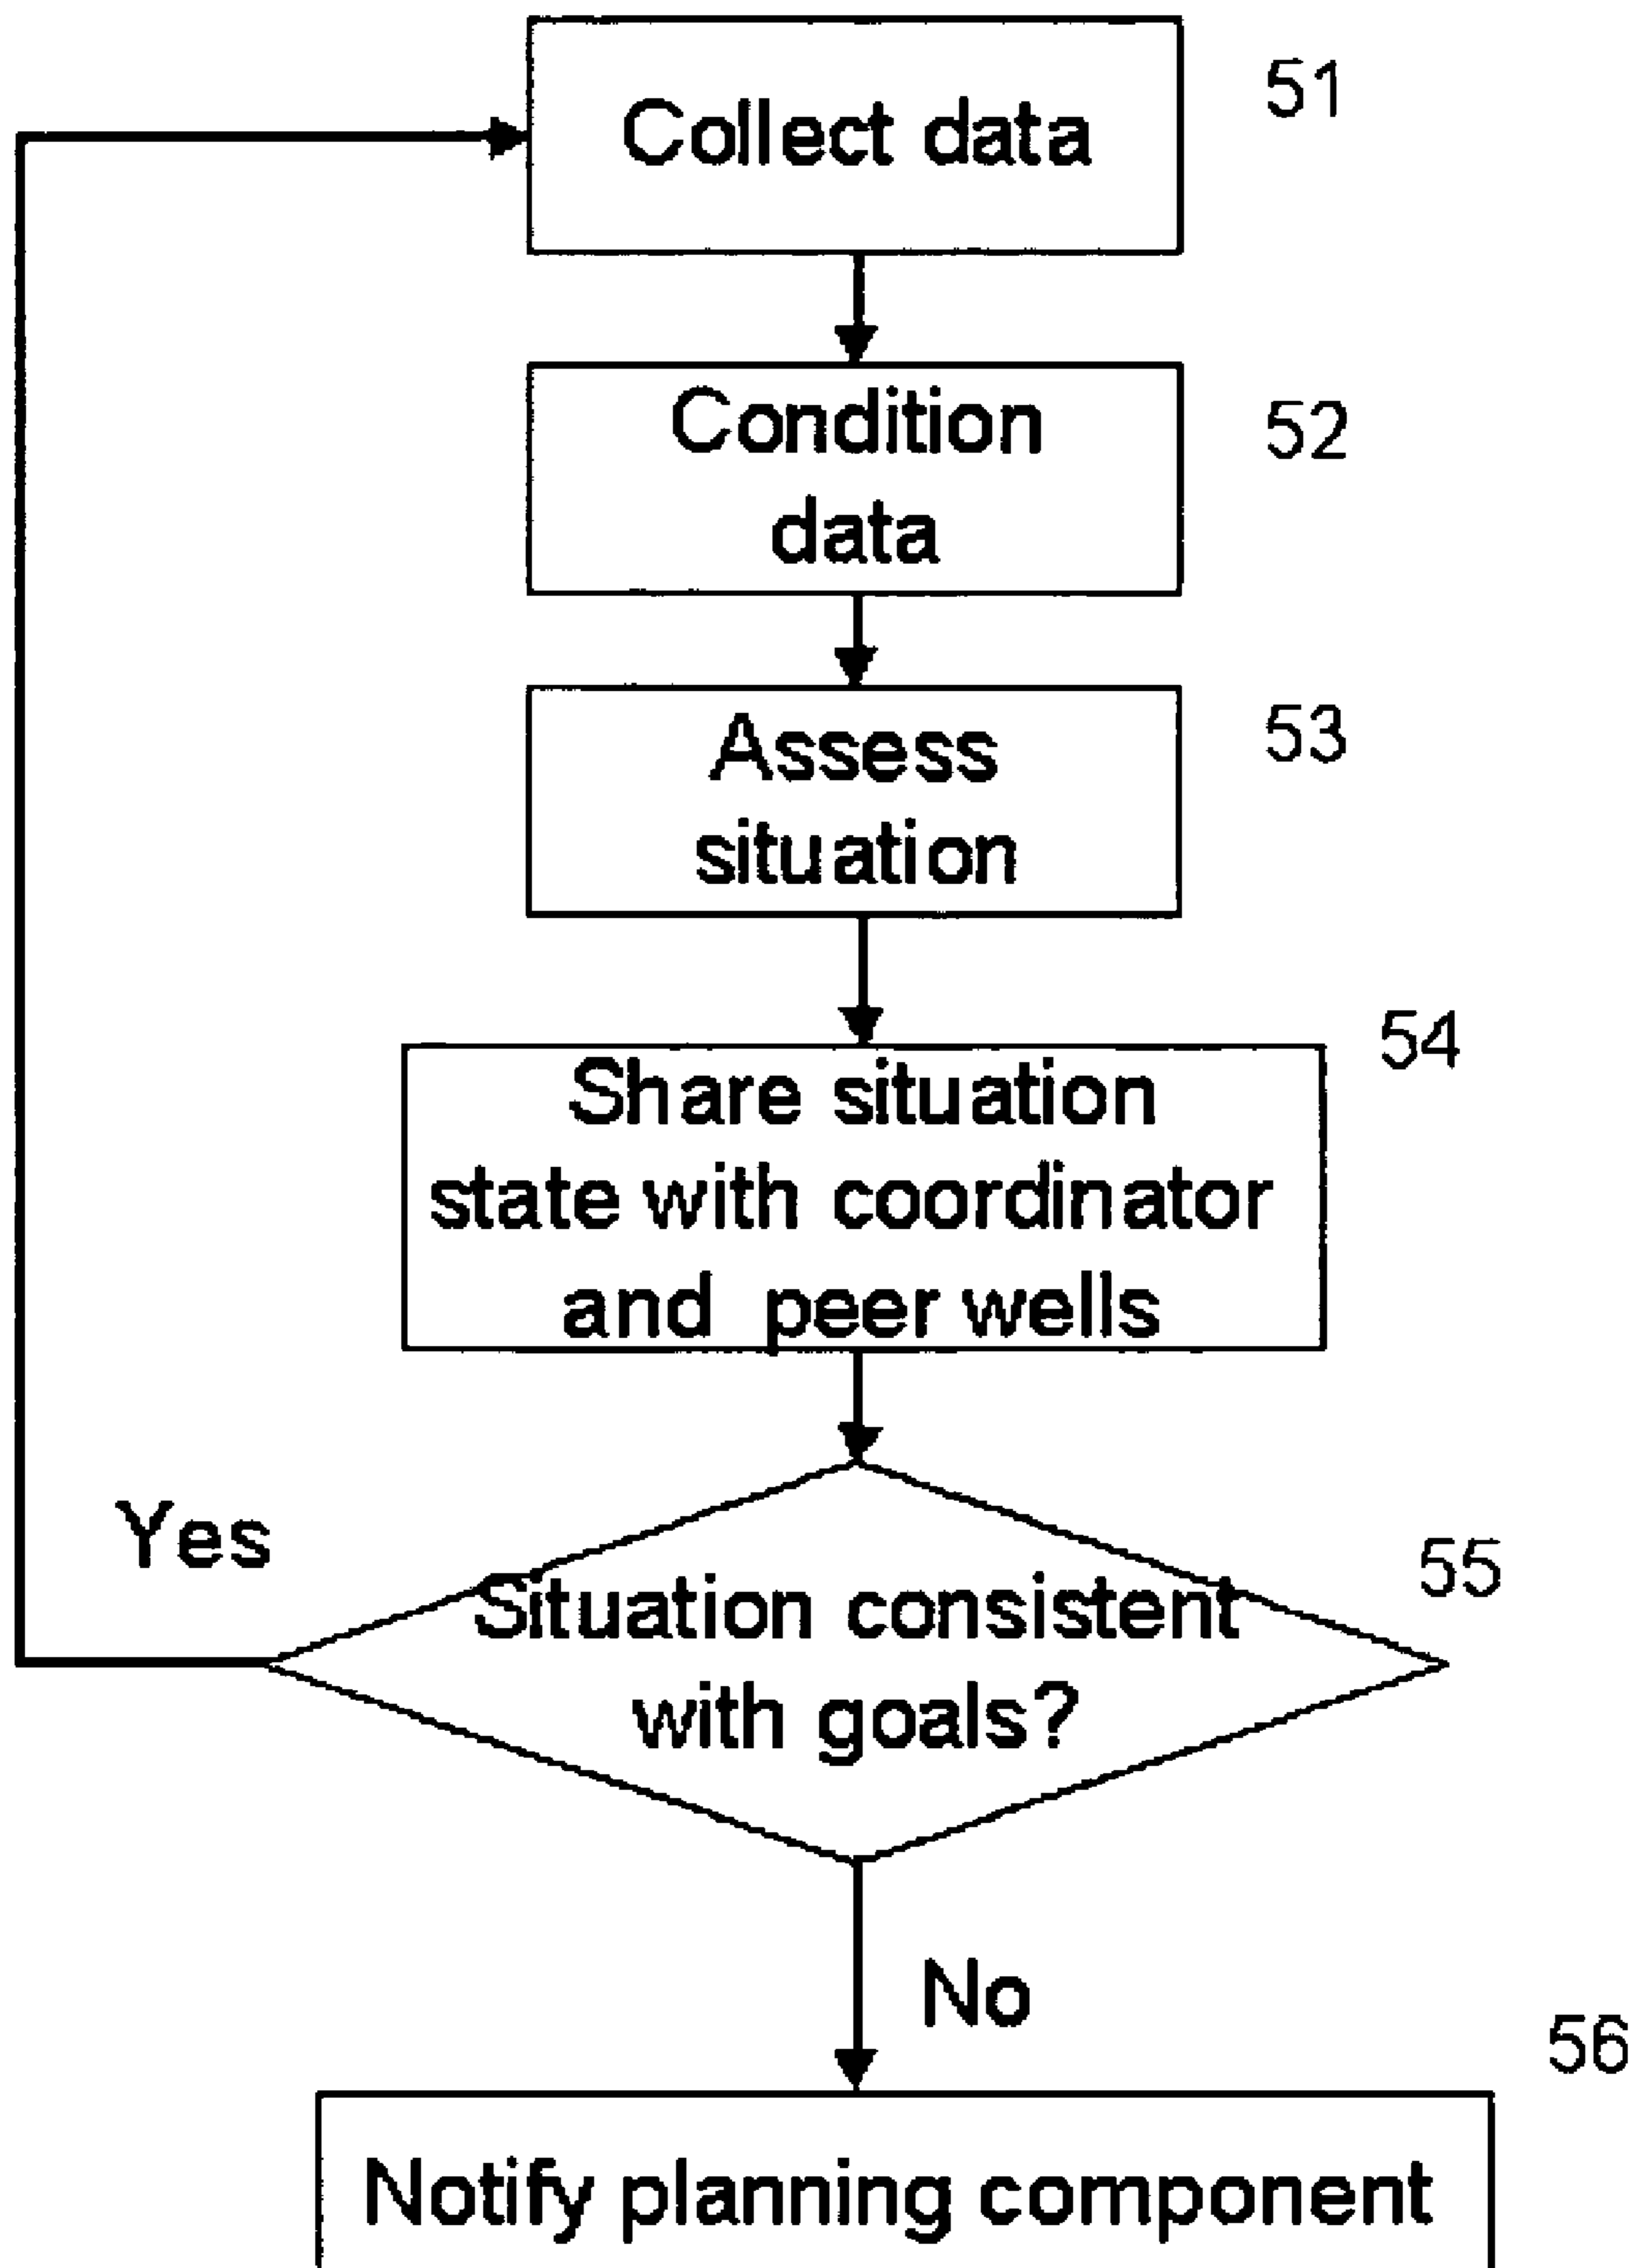 51
Collect data
Condition
data
52
Assess
situation
53
54
Share situation
state with coordinator
and peer wells
Yes
55
Situation consistent
with goals?
No
56
Notify planning component